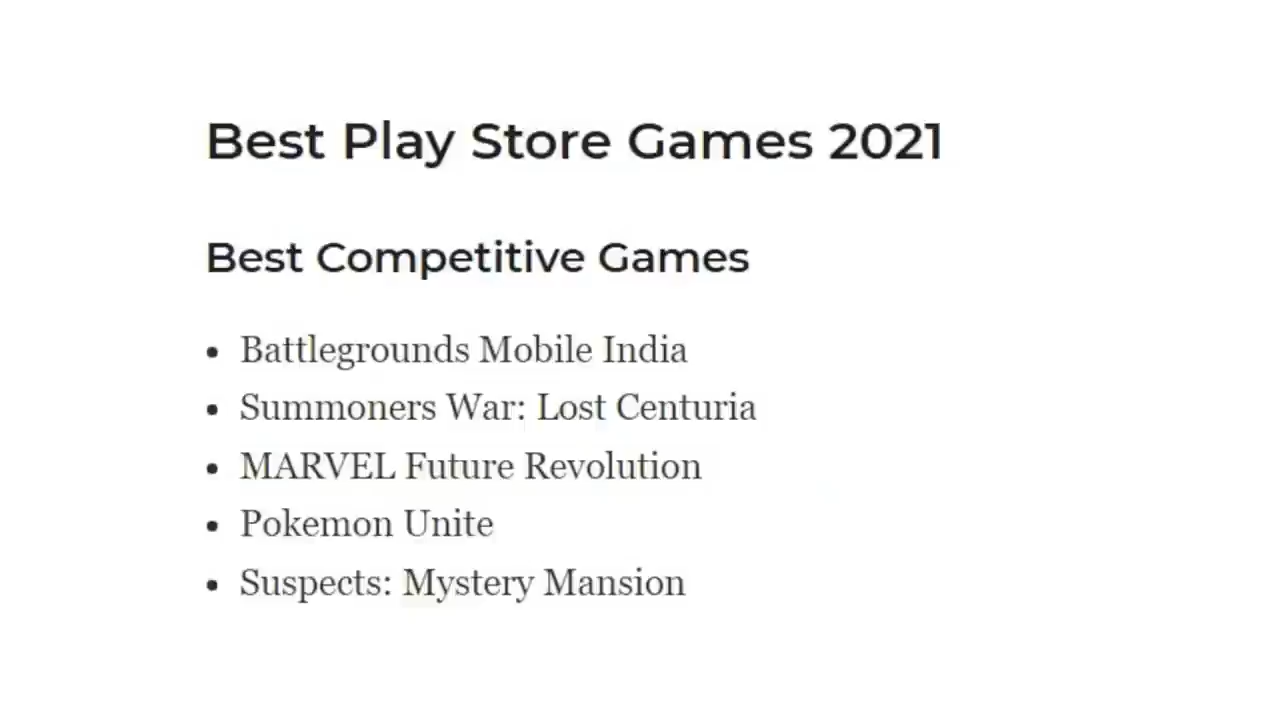 Best Play Store Games 2021
Best Competitive Games
• Battlegrounds Mobile India
• Summoners War: Lost Centuria
• MARVEL Future Revolution
• Pokemon Unite
• Suspects: Mystery Mansion